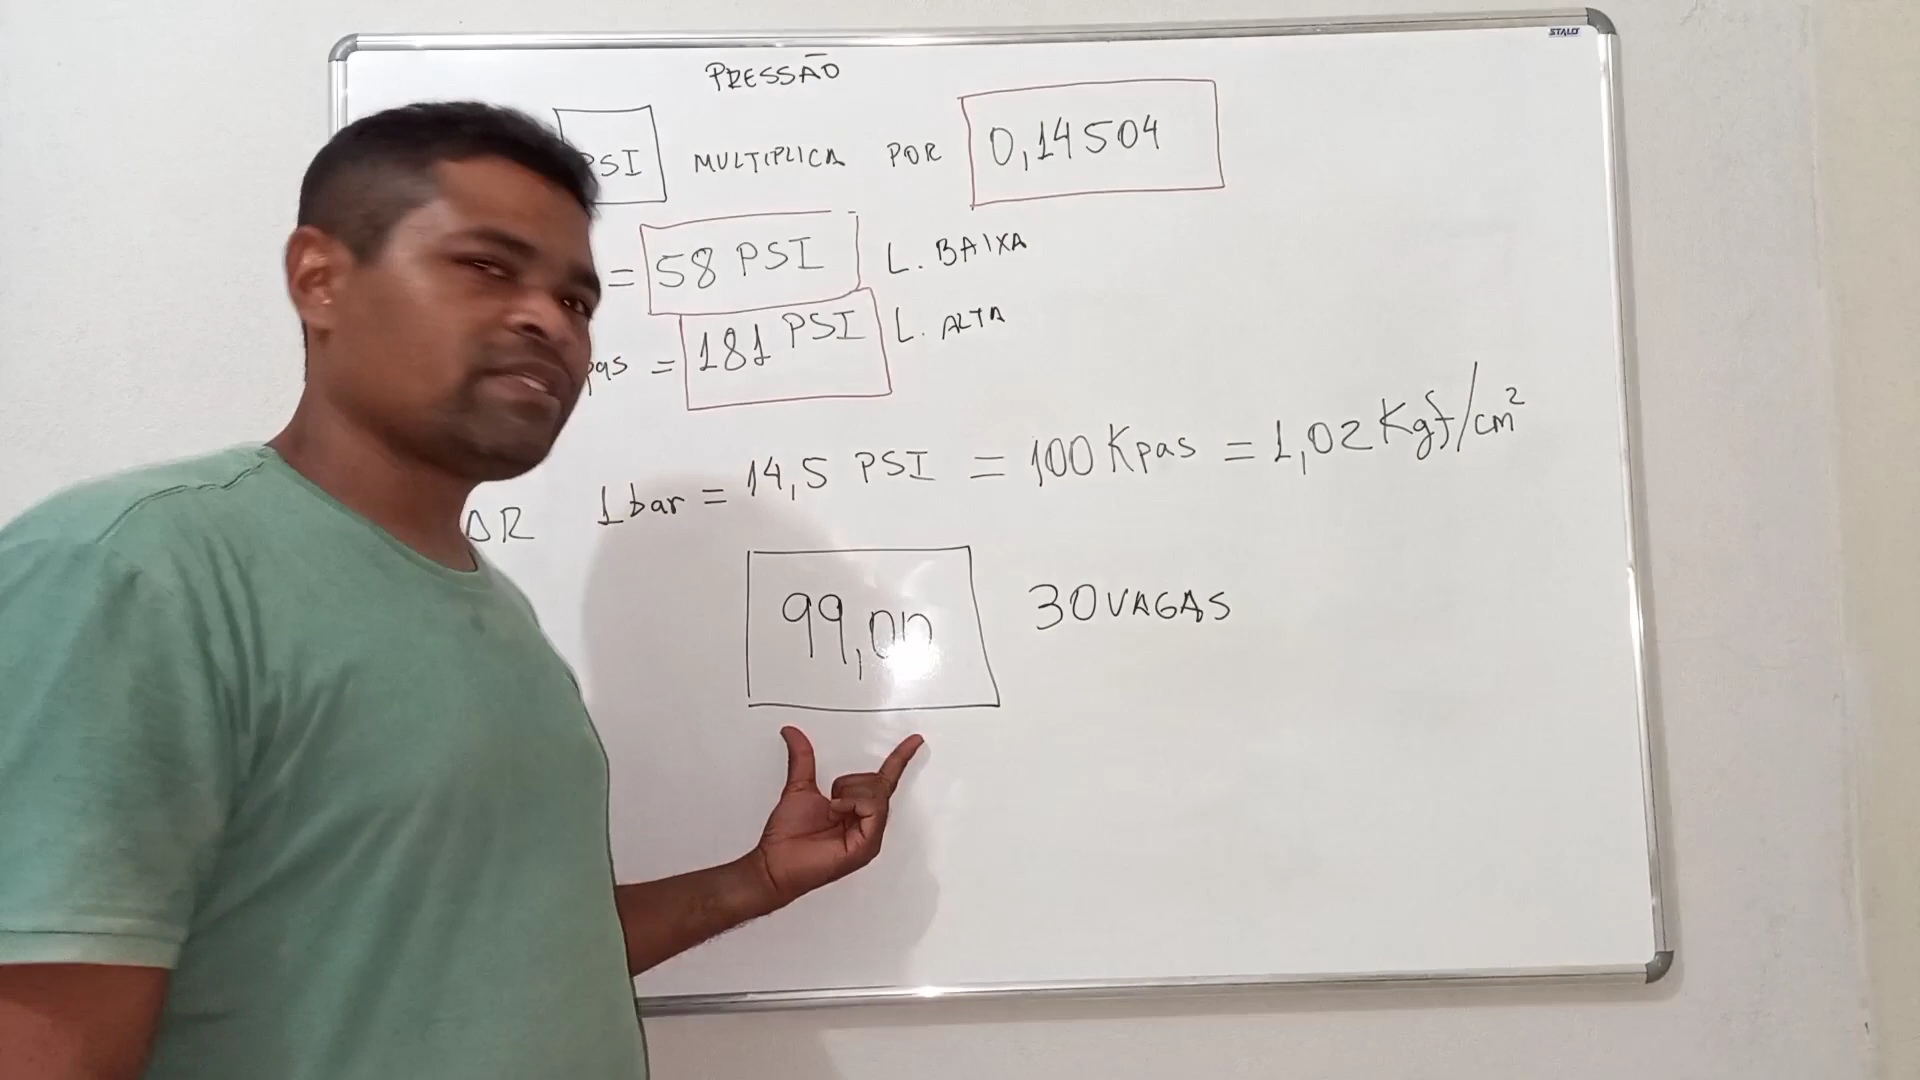 STALO
PRESSÃO
PSI MULTIPLICA POR 0,14504
= 58 PSI L. BAIXA
pas = 181 PSI L. ALTA
1 bar = 14,5 PSI = 100 Kpas = 1,02 Kgf/cm²
99,00 30 VAGAS